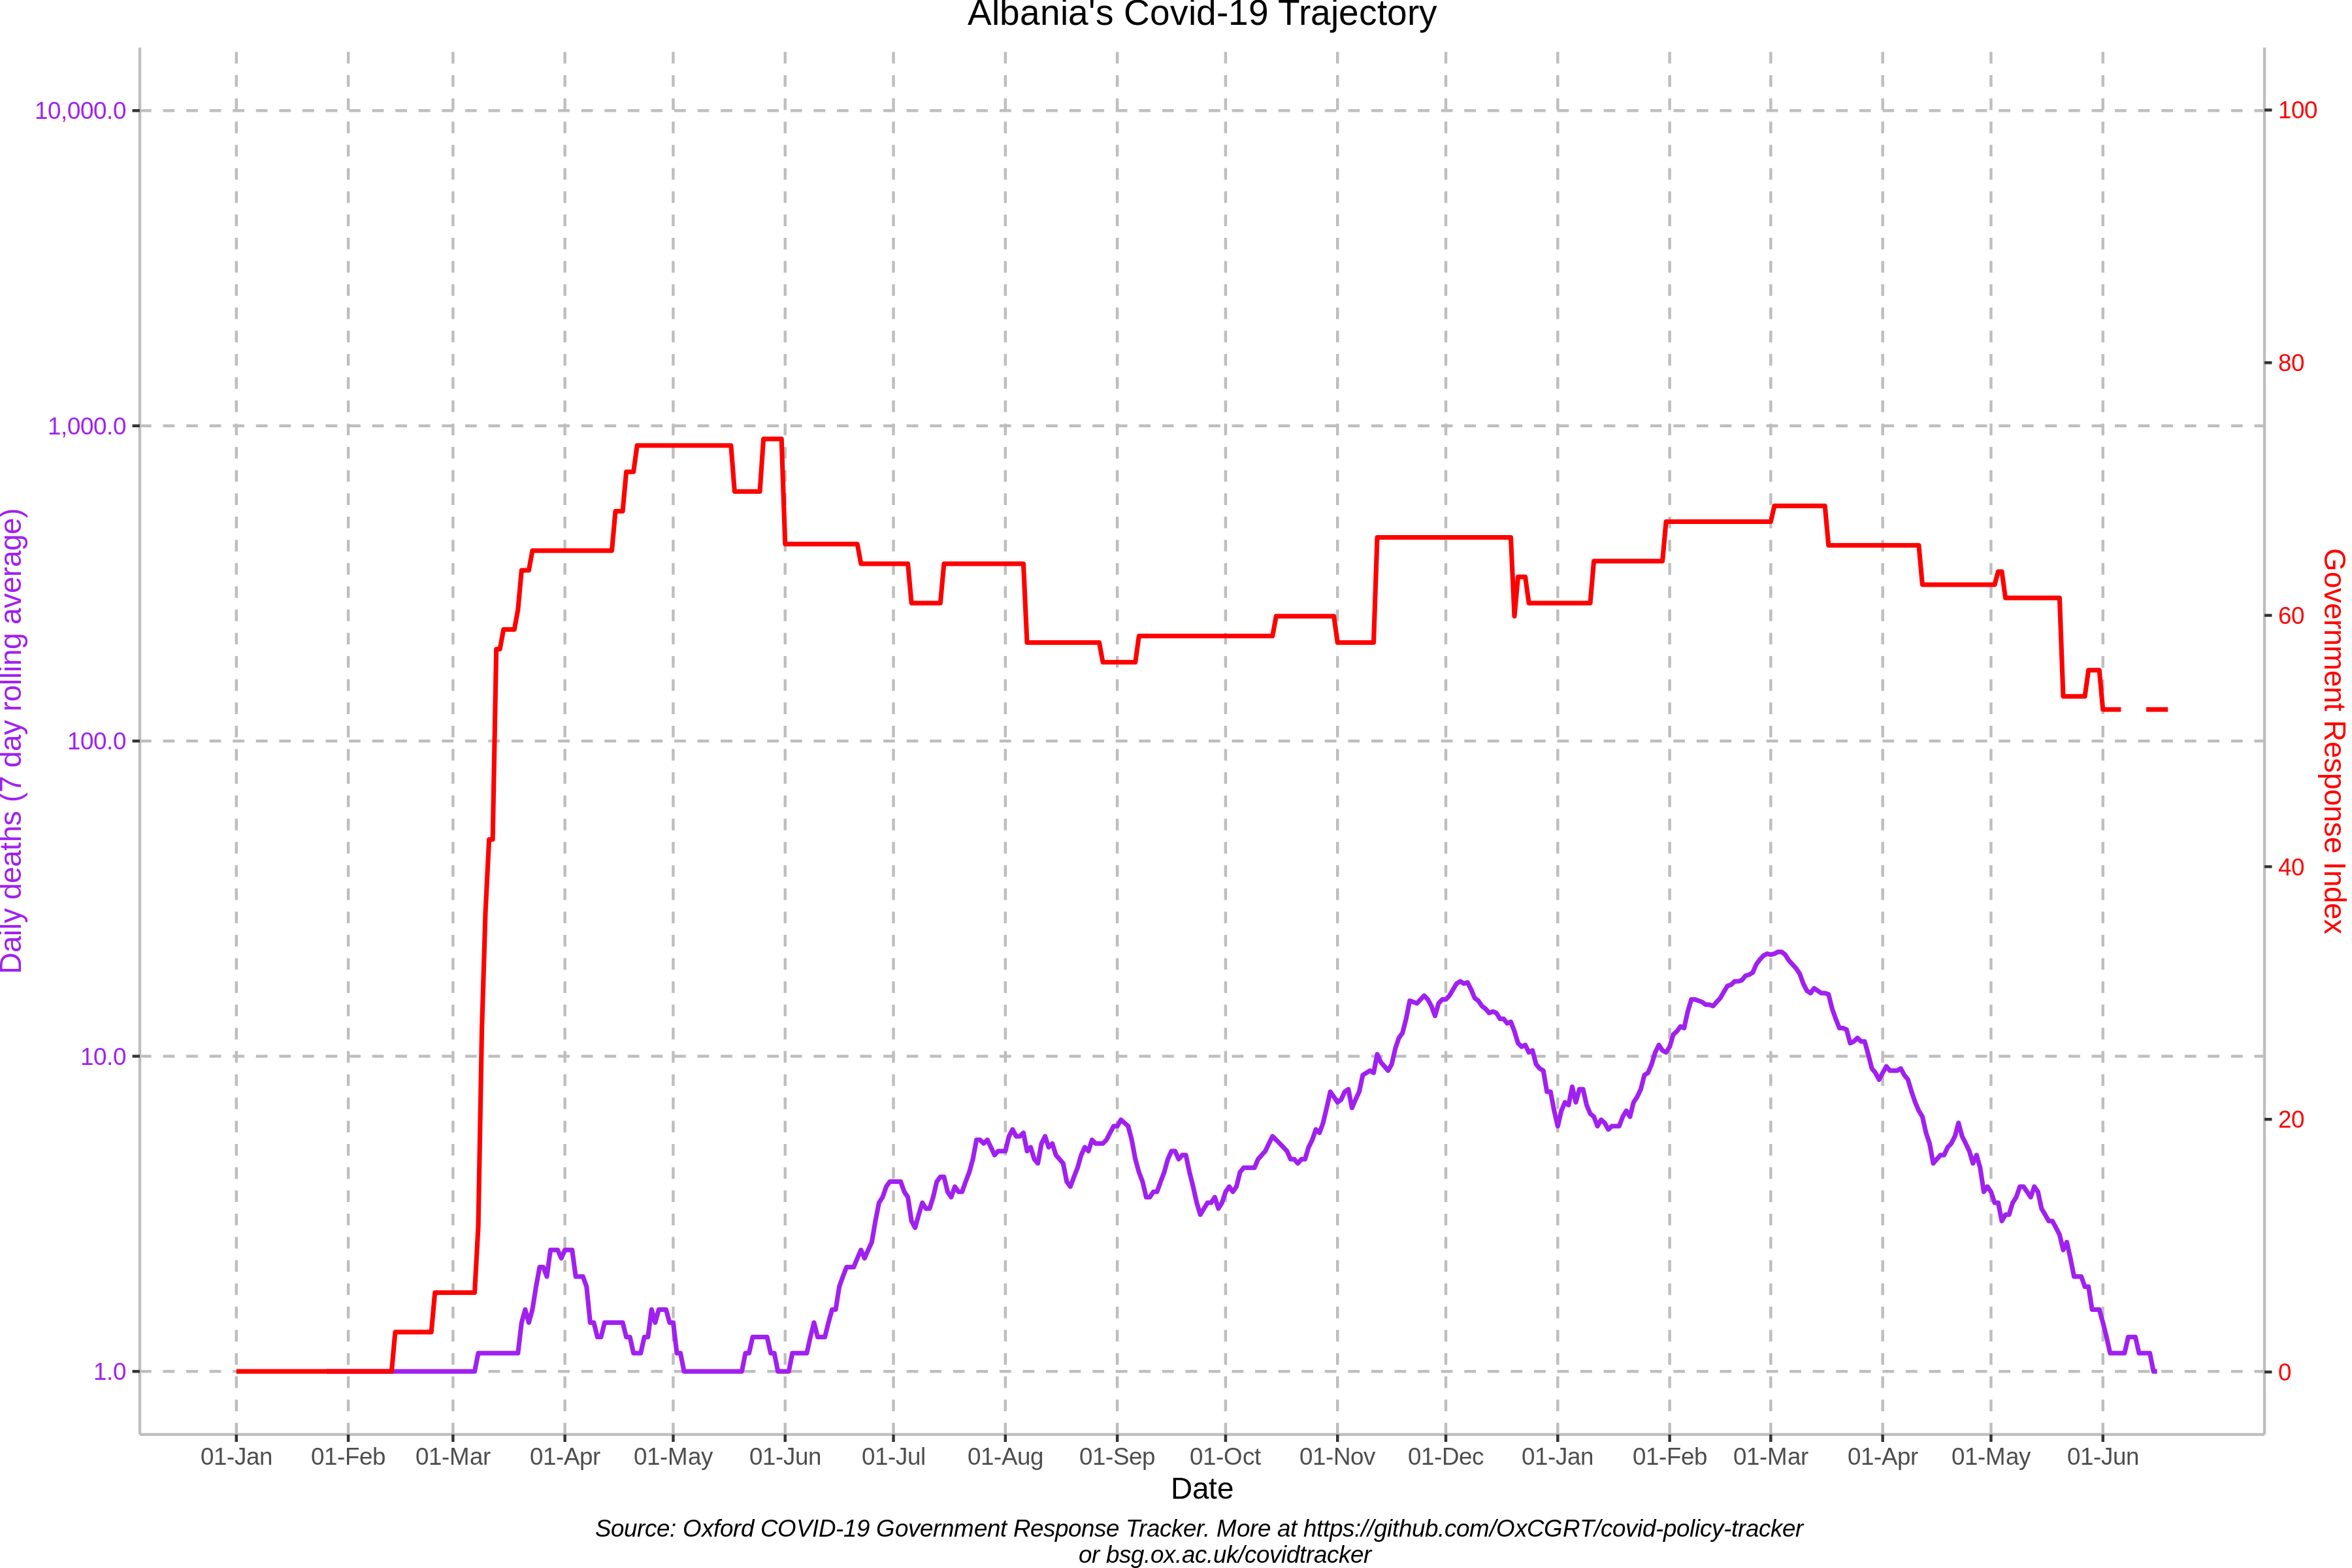 Albania's Covid-19 Trajectory
10,000.0
1,000.0
100.0
10.0
1.0
Daily deaths (7 day rolling average)
100
80
60
40
20
0
Government Response Index
01-Jan 01-Feb 01-Mar 01-Apr 01-May 01-Jun 01-Jul 01-Aug 01-Sep 01-Oct 01-Nov 01-Dec 01-Jan 01-Feb 01-Mar 01-Apr 01-May 01-Jun
Date
Source: Oxford COVID-19 Government Response Tracker. More at https://github.com/OxCGRT/covid-policy-tracker
or bsg.ox.ac.uk/covidtracker